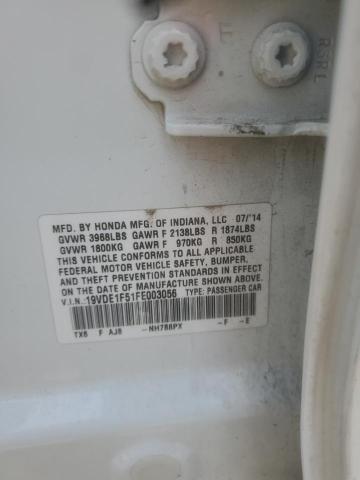 RSRL
MFD. BY HONDA MFG. OF INDIANA, LLC 07/'14
GVWR 3968LBS GAWR F 2138LBS R 1874LBS
GVWR 1800KG GAWR F 970KG R 850KG
THIS VEHICLE CONFORMS TO ALL APPLICABLE
FEDERAL MOTOR VEHICLE SAFETY, BUMPER,
AND THEFT PREVENTION STANDARDS IN EFFECT
ON THE DATE OF MANUFACTURE SHOWN ABOVE.
V.I.N.:19VDE1F51FE003056 TYPE: PASSENGER CAR
TX6 F AJ8 -NH788PX -F -E